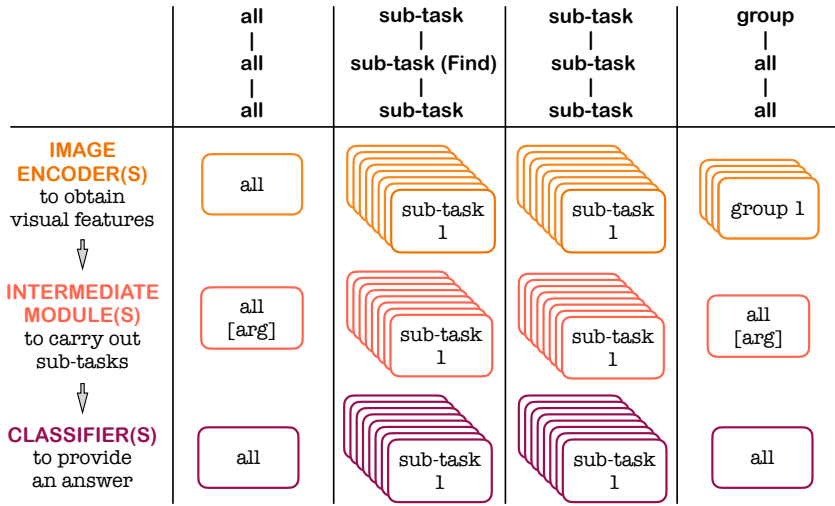 all sub-task sub-task group
all sub-task (Find) sub-task all
all sub-task sub-task all
IMAGE
ENCODER(S)
to obtain
visual features
all
sub-task
1
sub-task
1
group 1
INTERMEDIATE
MODULE(S)
to carry out
sub-tasks
all
[arg]
sub-task
1
sub-task
1
all
[arg]
CLASSIFIER(S)
to provide
an answer
all
sub-task
1
sub-task
1
all